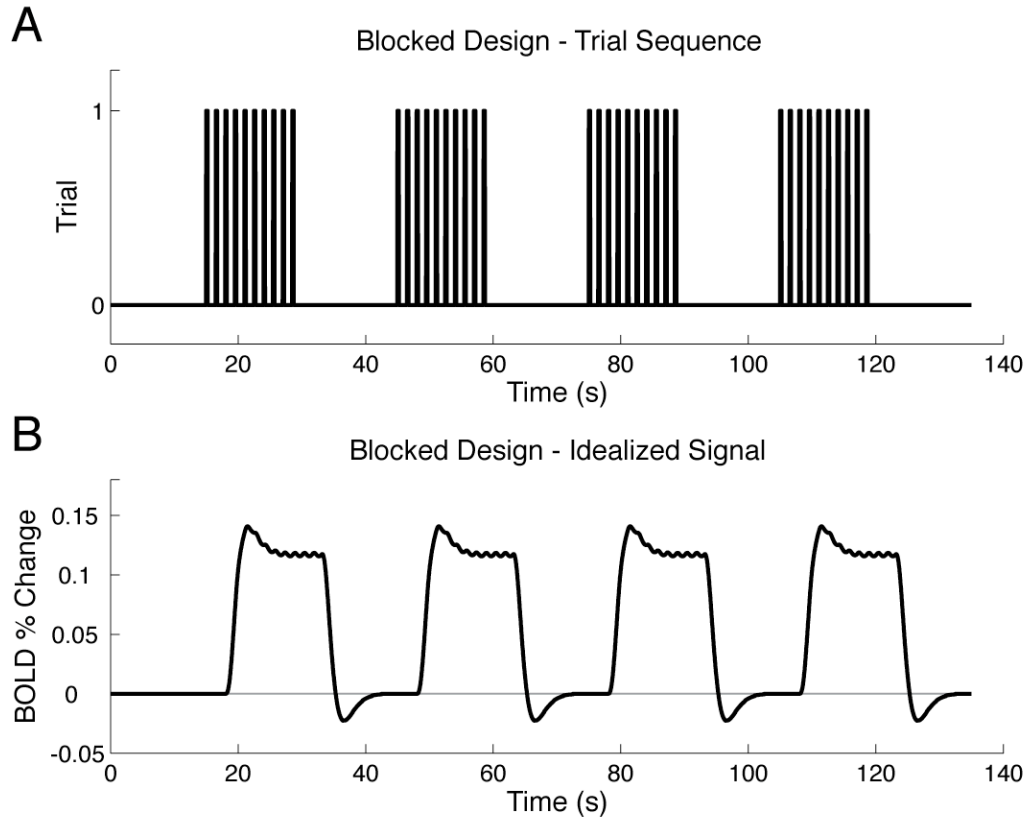 A
Blocked Design - Trial Sequence
1
Trial
0
0 20 40 60 80 100 120 140
Time (s)
B
Blocked Design - Idealized Signal
0.15
0.1
0.05
0
-0.05
BOLD % Change
0 20 40 60 80 100 120 140
Time (s)